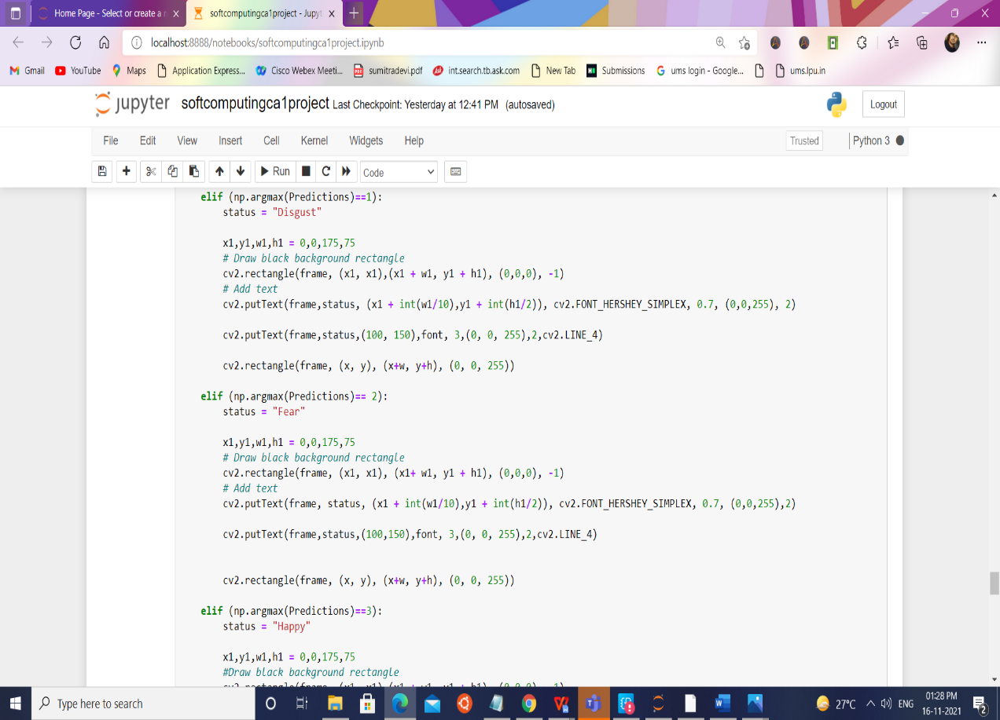 Home Page - Select or create a n
softcomputingca1project - Jupyt
localhost:8888/notebooks/softcomputingca1project.ipynb
Gmail YouTube Maps Application Express... Cisco Webex Meeti... sumitradevi.pdf int.search.tb.ask.com New Tab Submissions ums login - Google... ums.lpu.in
jupyter softcomputingca1project Last Checkpoint: Yesterday at 12:41 PM (autosaved) Logout
File Edit View Insert Cell Kernel Widgets Help Trusted Python 3
Run Code
elif (np.argmax(Predictions)==1):
status = "Disgust"
x1,y1,w1,h1 = 0,0,175,75
# Draw black background rectangle
cv2.rectangle(frame, (x1, x1),(x1 + w1, y1 + h1), (0,0,0), -1)
# Add text
cv2.putText(frame,status, (x1 + int(w1/10),y1 + int(h1/2)), cv2.FONT_HERSHEY_SIMPLEX, 0.7, (0,0,255), 2)
cv2.putText(frame,status,(100, 150),font, 3,(0, 0, 255),2,cv2.LINE_4)
cv2.rectangle(frame, (x, y), (x+w, y+h), (0, 0, 255))
elif (np.argmax(Predictions)== 2):
status = "Fear"
x1,y1,w1,h1 = 0,0,175,75
# Draw black background rectangle
cv2.rectangle(frame, (x1, x1), (x1+ w1, y1 + h1), (0,0,0), -1)
# Add text
cv2.putText(frame, status, (x1 + int(w1/10),y1 + int(h1/2)), cv2.FONT_HERSHEY_SIMPLEX, 0.7, (0,0,255),2)
cv2.putText(frame,status,(100,150),font, 3,(0, 0, 255),2,cv2.LINE_4)
cv2.rectangle(frame, (x, y), (x+w, y+h), (0, 0, 255))
elif (np.argmax(Predictions)==3):
status = "Happy"
x1,y1,w1,h1 = 0,0,175,75
#Draw black background rectangle
Type here to search
27°C ENG 01:28 PM
16-11-2021 2